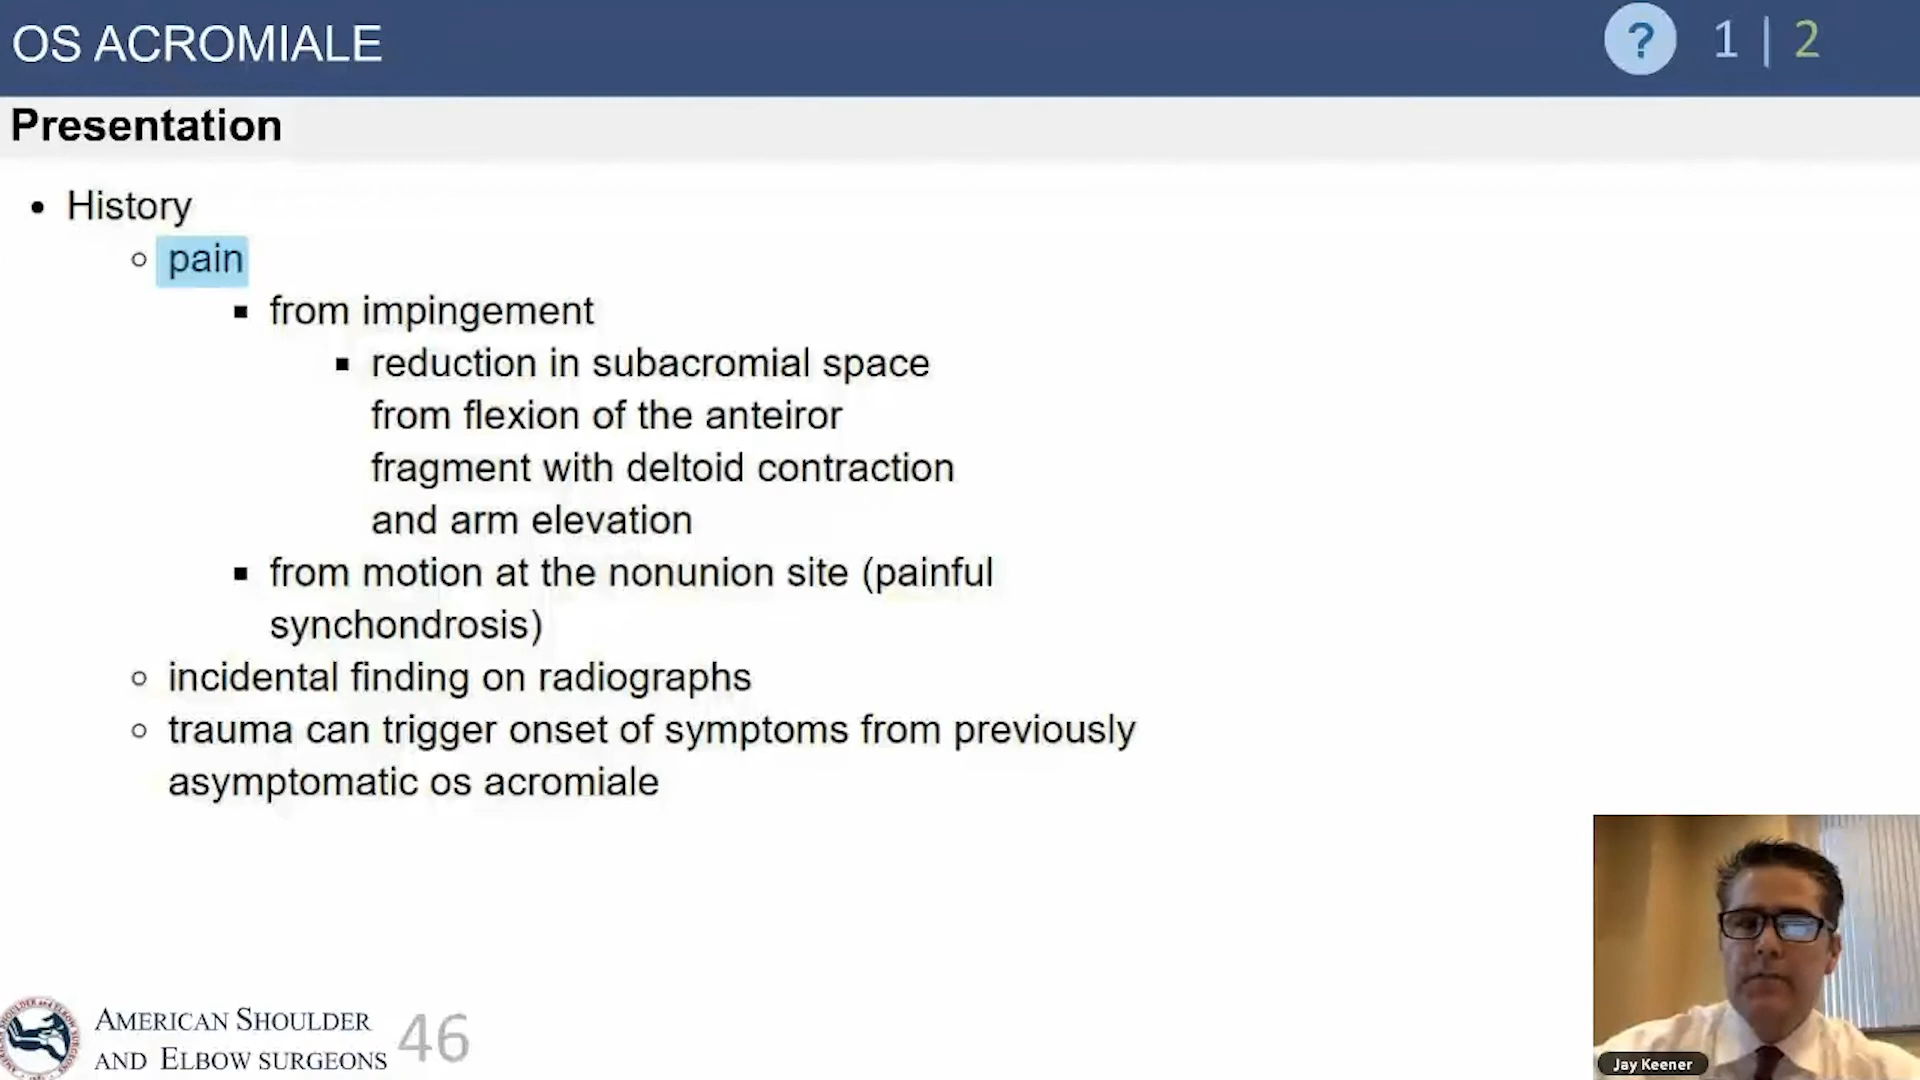 OS ACROMIALE
? 1 | 2
Presentation
• History
○ pain
▪ from impingement
▪ reduction in subacromial space
from flexion of the anteiror
fragment with deltoid contraction
and arm elevation
▪ from motion at the nonunion site (painful
synchondrosis)
○ incidental finding on radiographs
○ trauma can trigger onset of symptoms from previously
asymptomatic os acromiale
AMERICAN SHOULDER
AND ELBOW SURGEONS
46
Jay Keener